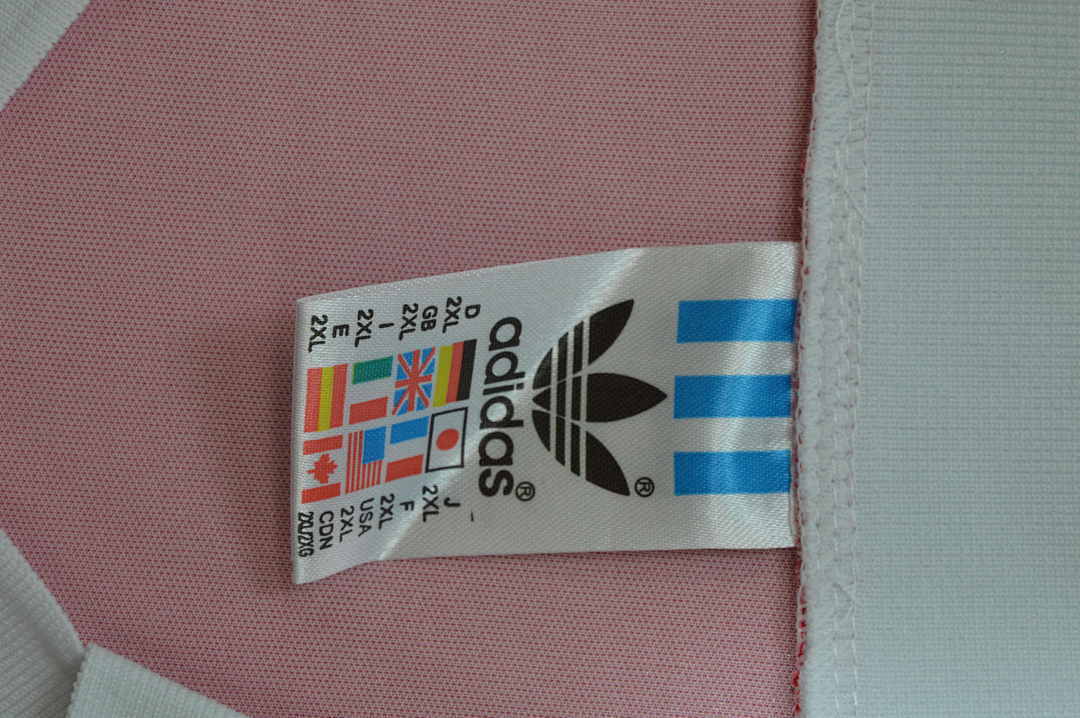 ®
adidas®
D
2XL
GB
2XL
I
2XL
E
2XL
J
2XL
F
2XL
USA
2XL
CDN
2XL/2XG